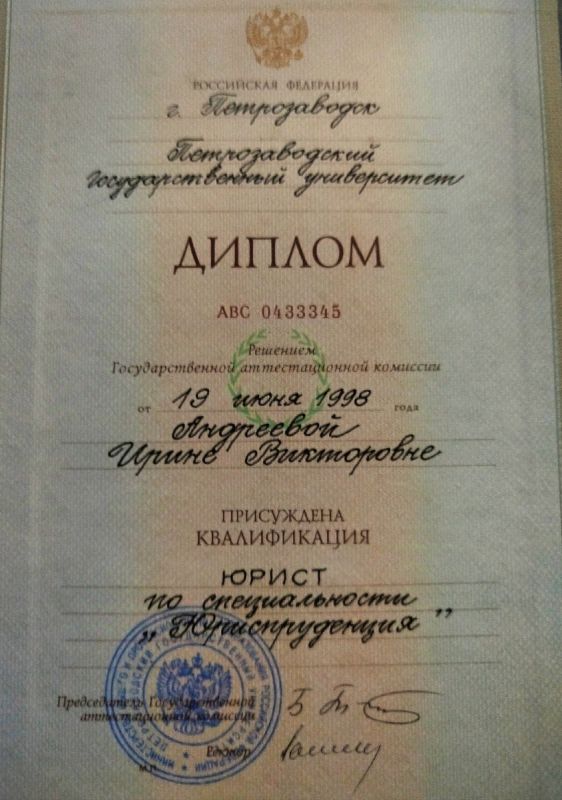 РОССИЙСКАЯ ФЕДЕРАЦИЯ
г. Петрозаводск
Петрозаводский
государственный университет
ДИПЛОМ
АВС 0433345
Решением
Государственной аттестационной комиссии
от 19 июня 1998 года
Андреевой
Ирине Викторовне
ПРИСУЖДЕНА
КВАЛИФИКАЦИЯ
ЮРИСТ
по специальности
„Юриспруденция”
Председатель Государственной
аттестационной комиссии
М.П.